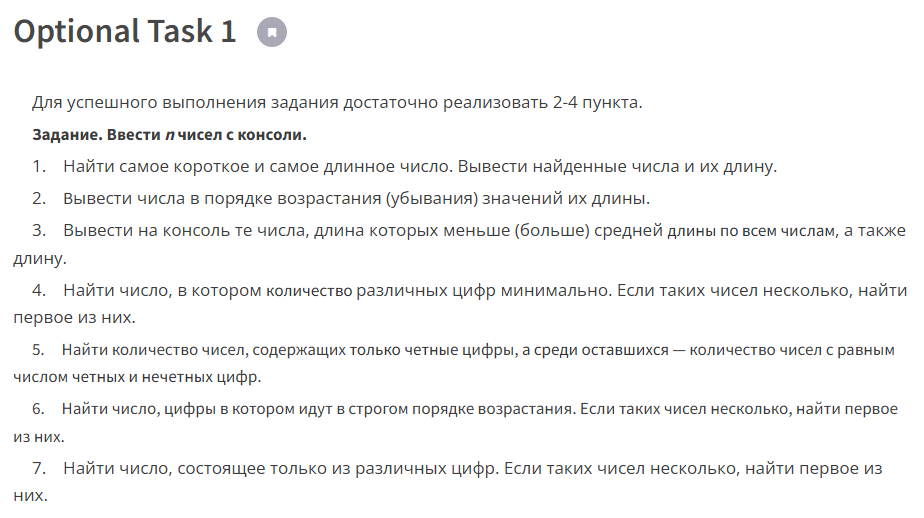 Optional Task 1
Для успешного выполнения задания достаточно реализовать 2-4 пункта.
Задание. Ввести n чисел с консоли.
1. Найти самое короткое и самое длинное число. Вывести найденные числа и их длину.
2. Вывести числа в порядке возрастания (убывания) значений их длины.
3. Вывести на консоль те числа, длина которых меньше (больше) средней длины по всем числам, а также
длину.
4. Найти число, в котором количество различных цифр минимально. Если таких чисел несколько, найти
первое из них.
5. Найти количество чисел, содержащих только четные цифры, а среди оставшихся — количество чисел с равным
числом четных и нечетных цифр.
6. Найти число, цифры в котором идут в строгом порядке возрастания. Если таких чисел несколько, найти первое
из них.
7. Найти число, состоящее только из различных цифр. Если таких чисел несколько, найти первое из
них.